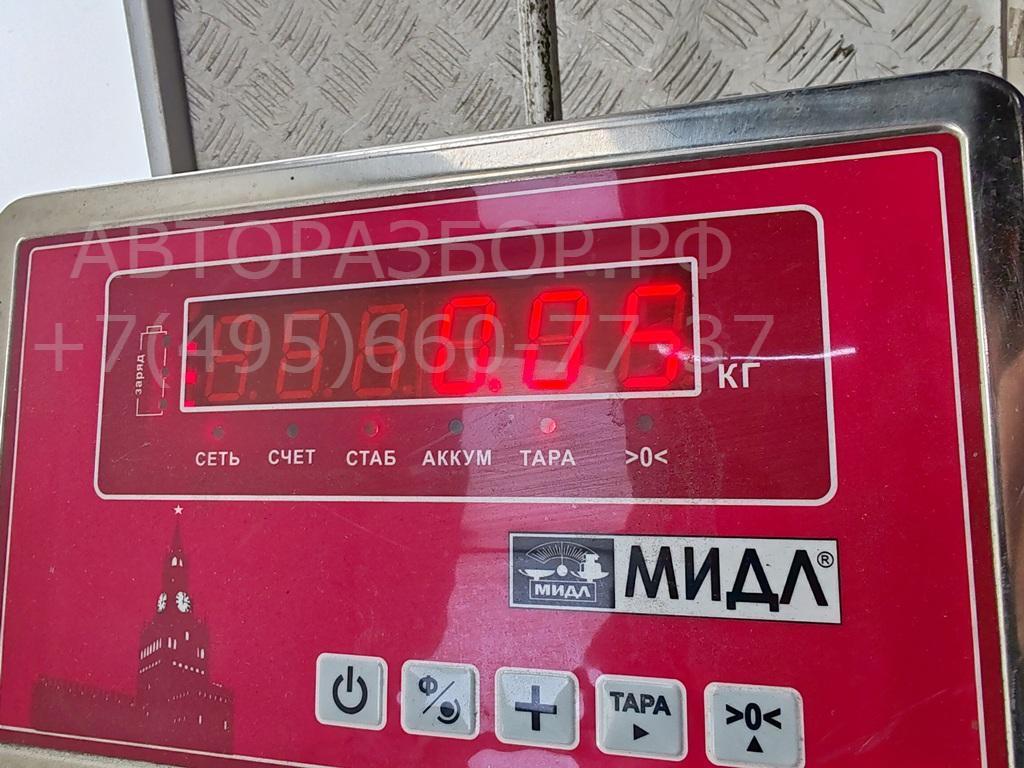 АВТОРАЗБОР.РФ
+7(495)660-77-37
заряд
0.05
кг
СЕТЬ СЧЕТ СТАБ АККУМ ТАРА >0<
МИДЛ МИДЛ®
Ф/ + ТАРА >0<